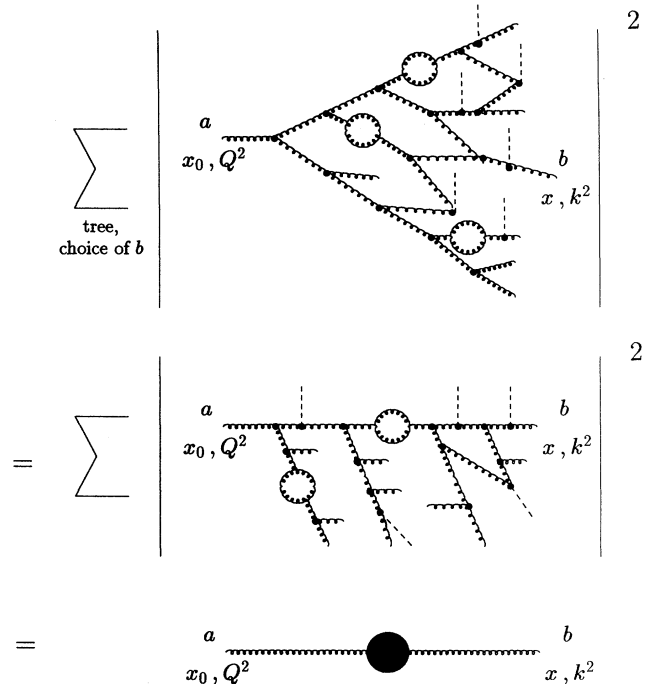 2
a
x₀ , Q²
b
x , k²
∑
tree,
choice of b
2
a
x₀ , Q²
b
x , k²
= ∑
a
x₀ , Q²
b
x , k²
=